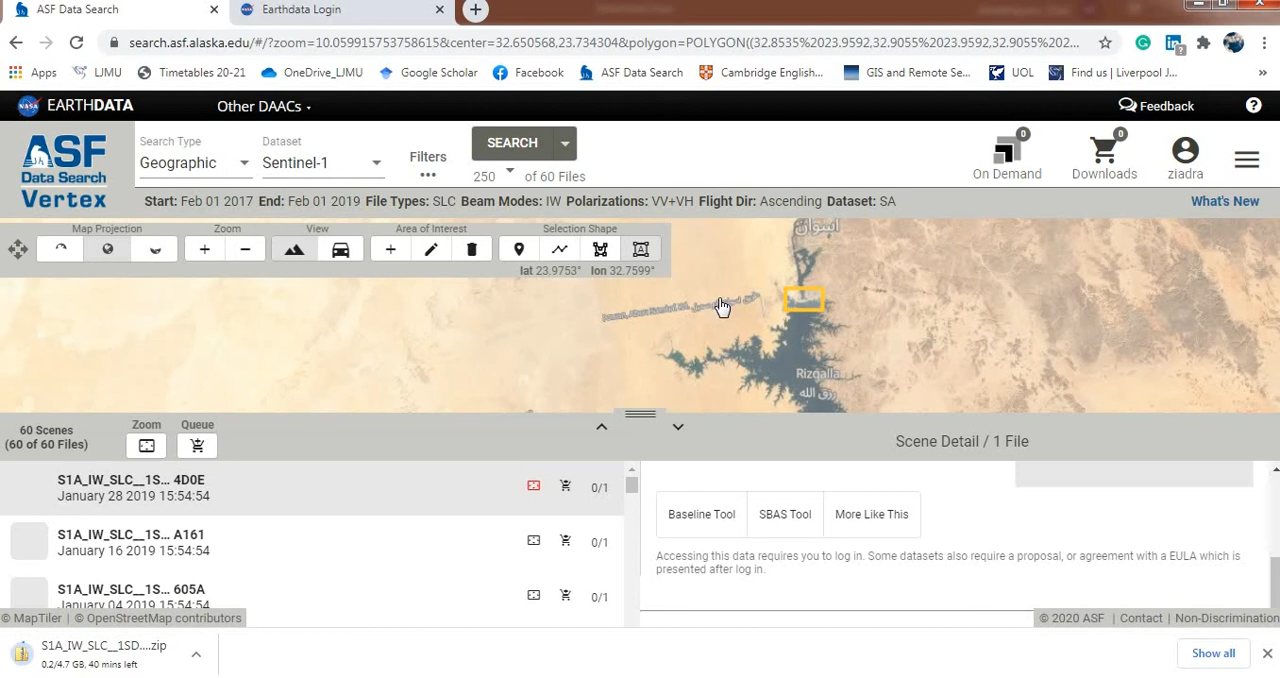 ASF Data Search
Earthdata Login
search.asf.alaska.edu/#/?zoom=10.059915753758615&center=32.651668,23.734304&polygon=POLYGON((32.8535%2023.9592,32.9055%2023.9592,32.9055%202...
Apps LJMU Timetables 20-21 OneDrive_LJMU Google Scholar Facebook ASF Data Search Cambridge English,... GIS and Remote Se... UOL Find us | Liverpool J... »
NASA EARTHDATA Other DAACs Feedback ?
ASF
Data Search
Vertex
Search Type
Geographic
Dataset
Sentinel-1
Filters
...
SEARCH
250 of 60 Files
0
On Demand
0
Downloads
ziadra
Start: Feb 01 2017 End: Feb 01 2019 File Types: SLC Beam Modes: IW Polarizations: VV+VH Flight Dir: Ascending Dataset: SA
What's New
Map Projection Zoom View Area of Interest Selection Shape
+ − + A
lat 23.9753° lon 32.7599°
Rizqalla
رزق الله
60 Scenes
(60 of 60 Files)
Zoom Queue
Scene Detail / 1 File
S1A_IW_SLC__1S... 4D0E
January 28 2019 15:54:54
0/1
S1A_IW_SLC__1S... A161
January 16 2019 15:54:54
0/1
S1A_IW_SLC__1S... 605A
January 04 2019 15:54:54
0/1
Baseline Tool SBAS Tool More Like This
Accessing this data requires you to log in. Some datasets also require a proposal, or agreement with a EULA which is
presented after log in.
© MapTiler | © OpenStreetMap contributors
© 2020 ASF | Contact | Non-Discrimination
S1A_IW_SLC__1SD....zip
0.2/4.7 GB, 40 mins left
Show all